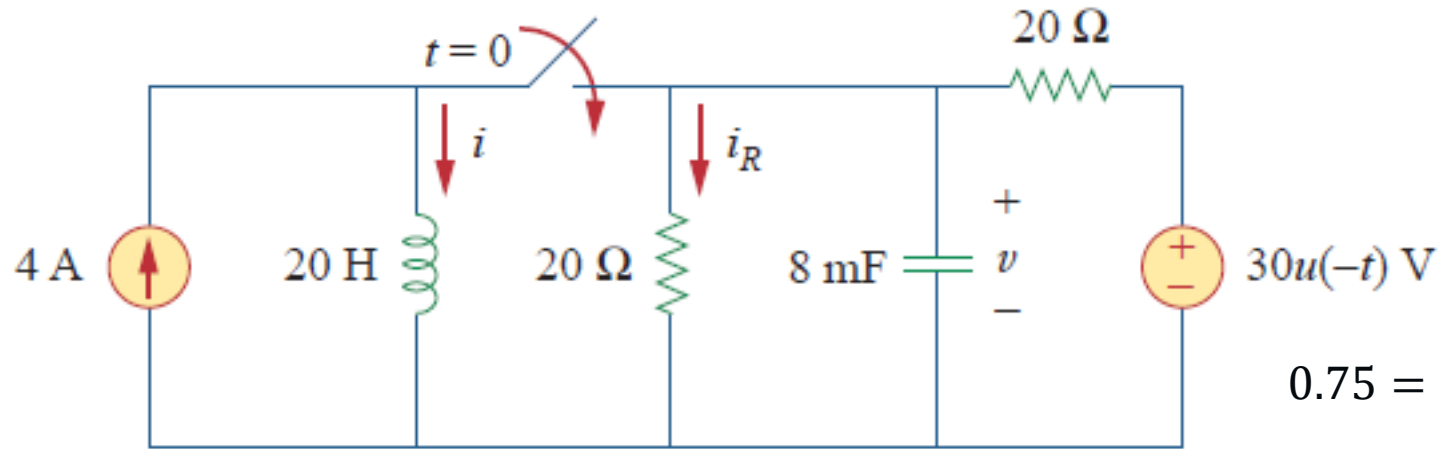 20 Ω
t = 0
i
i_R
4 A
20 H
20 Ω
8 mF
+
v
−
+
−
30u(−t) V
0.75 =